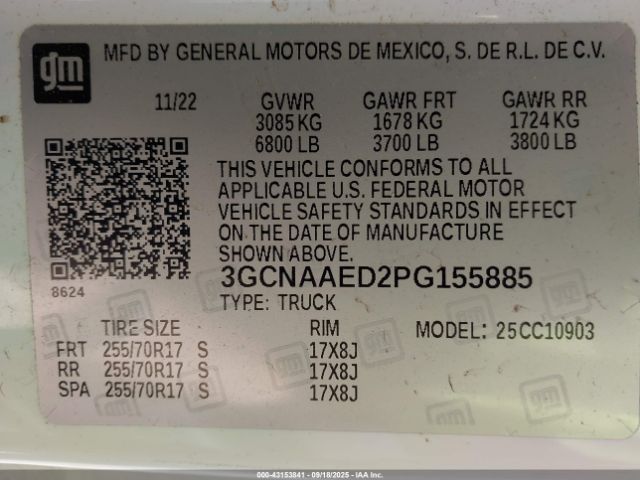 gm
MFD BY GENERAL MOTORS DE MEXICO, S. DE R.L. DE C.V.
11/22 GVWR GAWR FRT GAWR RR
3085 KG 1678 KG 1724 KG
6800 LB 3700 LB 3800 LB
THIS VEHICLE CONFORMS TO ALL
APPLICABLE U.S. FEDERAL MOTOR
VEHICLE SAFETY STANDARDS IN EFFECT
ON THE DATE OF MANUFACTURE
SHOWN ABOVE.
8624
3GCNAAED2PG155885
TYPE: TRUCK
TIRE SIZE RIM MODEL: 25CC10903
FRT 255/70R17 S 17X8J
RR 255/70R17 S 17X8J
SPA 255/70R17 S 17X8J
000-43153841 - 09/18/2025 - IAA Inc.